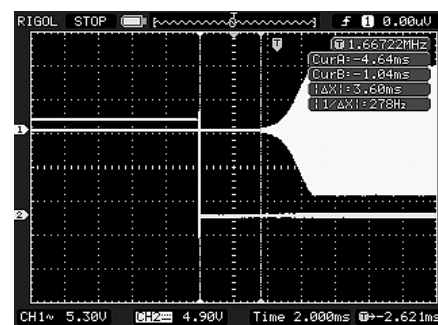 RIGOL STOP f 1 0.00uV
1.66722MHz
CurA=-4.64ms
CurB=-1.04ms
|ΔX|=3.60ms
|1/ΔX|=278Hz
1
2
CH1~ 5.30V CH2 4.90V Time 2.000ms →-2.621ms